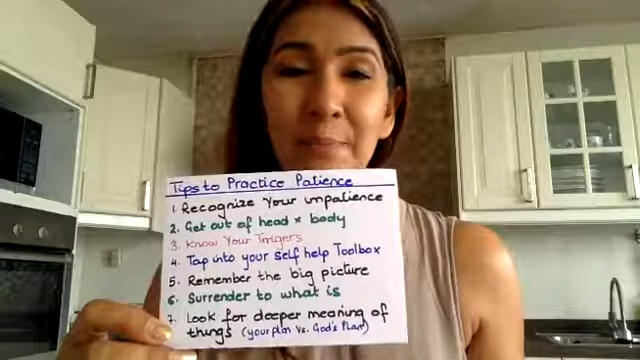 Tips to Practice Patience
1. Recognize your impatience
2. Get out of head & body
3. Know Your Triggers
4. Tap into your self help Toolbox
5. Remember the big picture
6. Surrender to what is
7. Look for deeper meaning of
things (your plan vs. God's Plan)